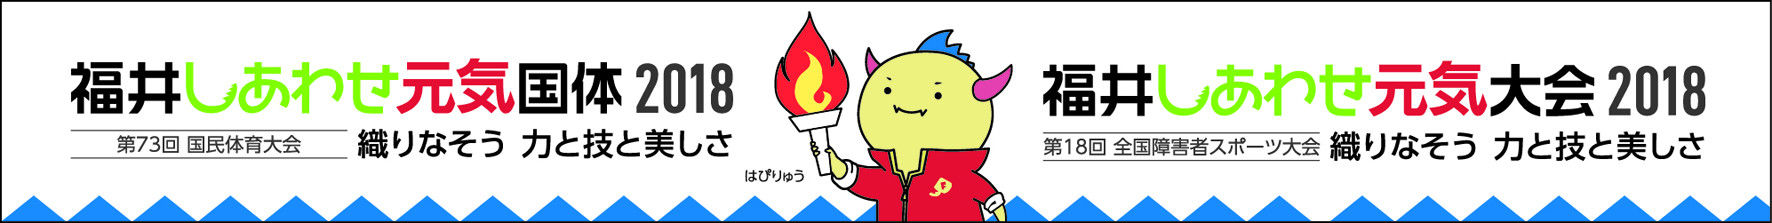 福井しあわせ元気国体 2018
第73回 国民体育大会
織りなそう 力と技と美しさ
はぴりゅう
福井しあわせ元気大会 2018
第18回 全国障害者スポーツ大会
織りなそう 力と技と美しさ